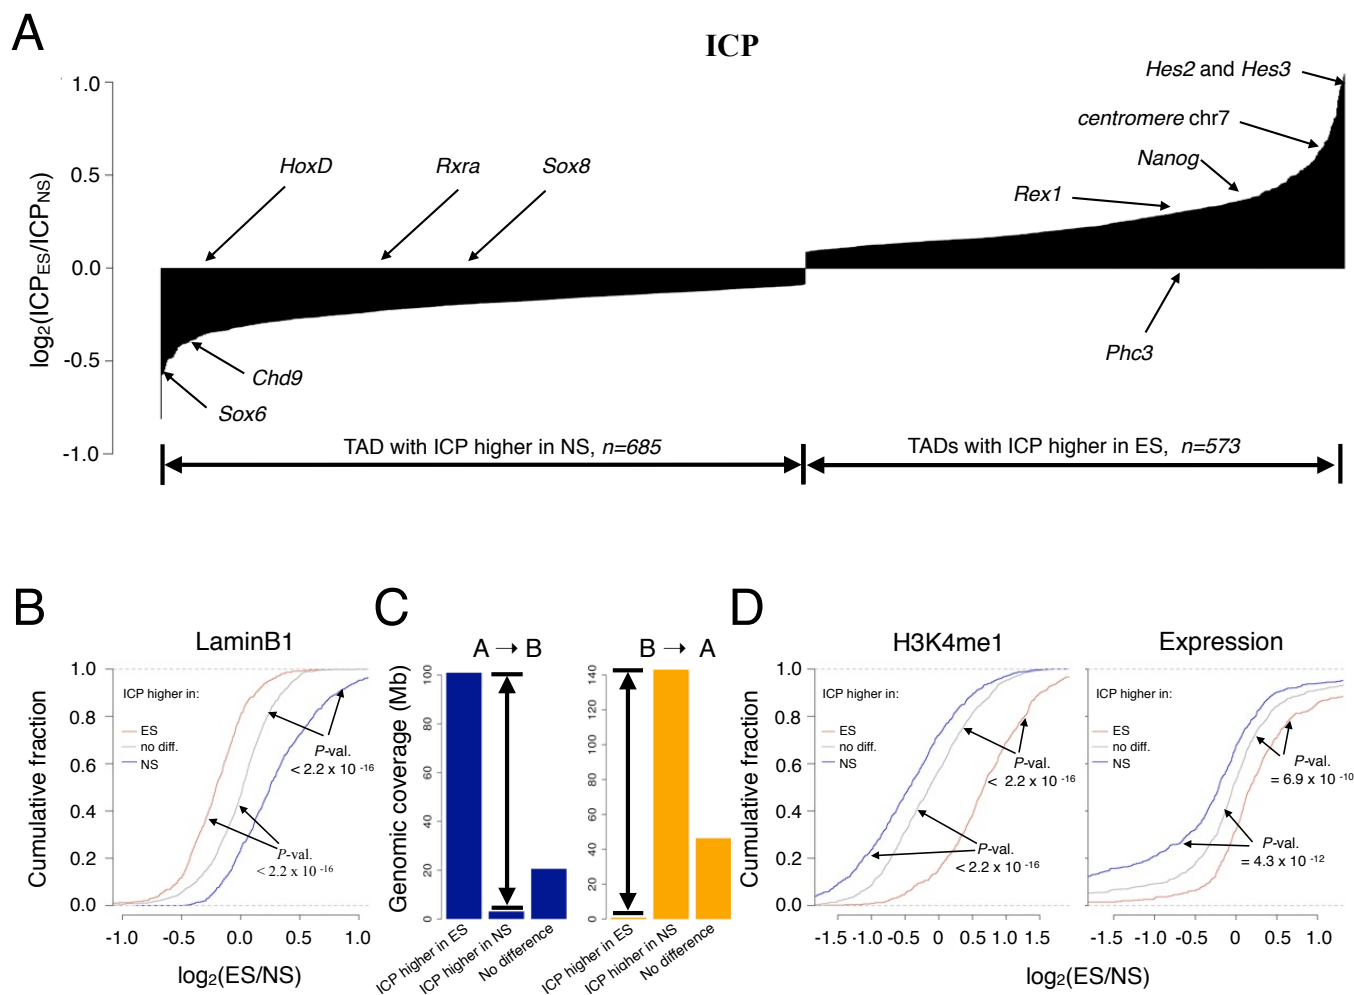 A
ICP
Hes2 and Hes3
centromere chr7
Nanog
Rex1
HoxD
Rxra
Sox8
1.0
0.5
0.0
-0.5
-1.0
log2(ICPES/ICPNS)
Chd9
Sox6
Phc3
TAD with ICP higher in NS, n=685
TADs with ICP higher in ES, n=573
B
LaminB1
Cumulative fraction
1.0
0.8
0.6
0.4
0.2
0.0
ICP higher in:
ES
no diff.
NS
P-val.
< 2.2 x 10 -16
P-val.
< 2.2 x 10 -16
-1.0 -0.5 0.0 0.5 1.0
log2(ES/NS)
C
A → B
Genomic coverage (Mb)
100
80
60
40
20
0
ICP higher in ES
ICP higher in NS
No difference
B → A
140
120
100
80
60
40
20
0
ICP higher in ES
ICP higher in NS
No difference
D
H3K4me1
Cumulative fraction
1.0
0.8
0.6
0.4
0.2
0.0
ICP higher in:
ES
no diff.
NS
P-val.
< 2.2 x 10 -16
P-val.
< 2.2 x 10 -16
-1.5 -1.0 -0.5 0 0.5 1.0 1.5
Expression
ICP higher in:
ES
no diff.
NS
P-val.
= 6.9 x 10 -10
P-val.
= 4.3 x 10 -12
-1.5 -1.0 -0.5 0 0.5 1.0
log2(ES/NS)